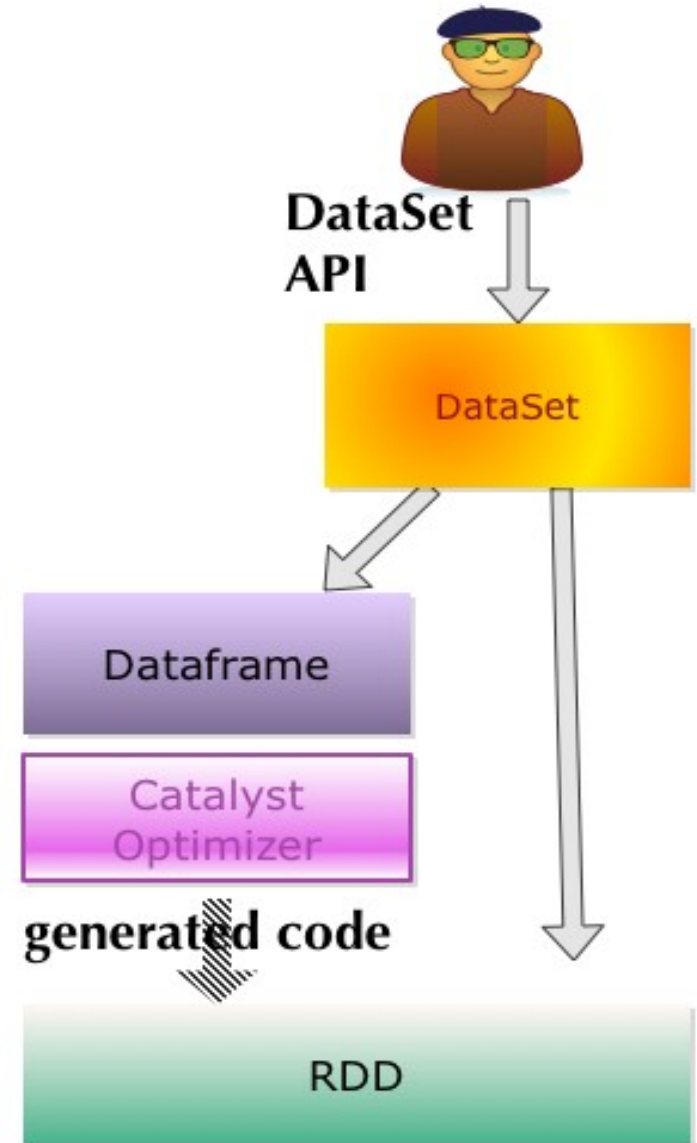 DataSet
API
DataSet
Dataframe
Catalyst
Optimizer
generated code
RDD